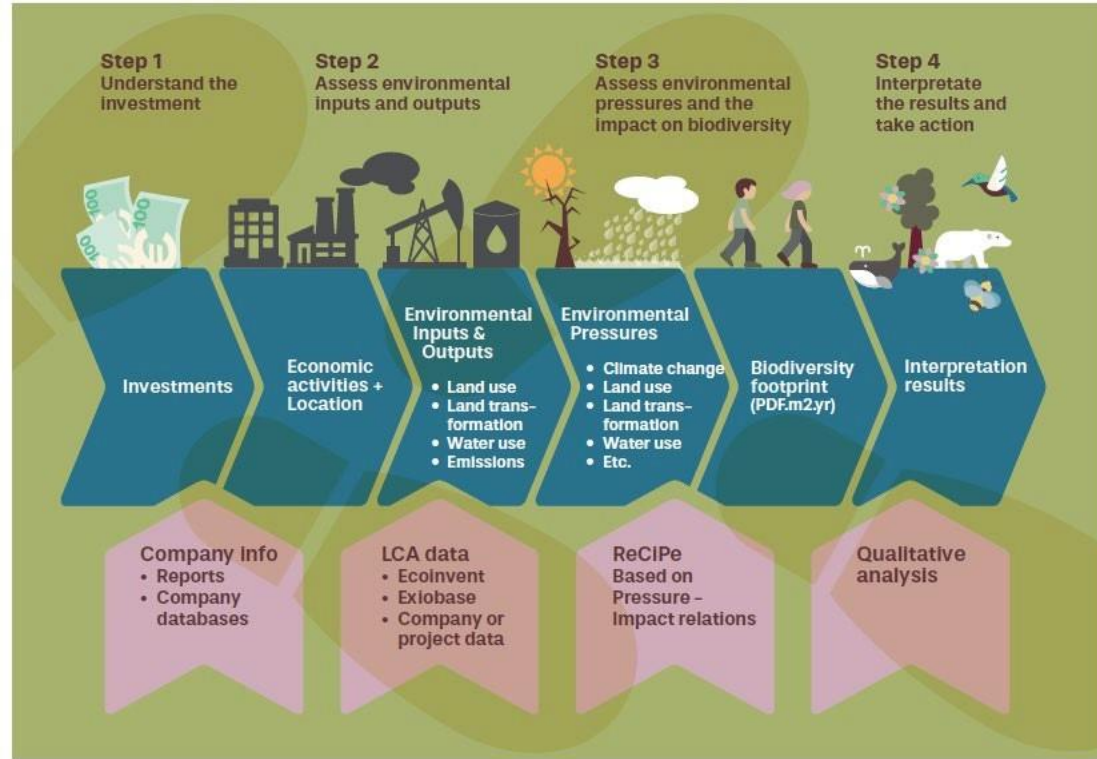 Step 1
Understand the
investment
Step 2
Assess environmental
inputs and outputs
Step 3
Assess environmental
pressures and the
impact on biodiversity
Step 4
Interpretate
the results and
take action
100
100
100
Investments
Economic
activities +
Location
Environmental
Inputs &
Outputs
• Land use
• Land trans-
formation
• Water use
• Emissions
Environmental
Pressures
• Climate change
• Land use
• Land trans-
formation
• Water use
• Etc.
Biodiversity
footprint
(PDF.m2.yr)
Interpretation
results
Company info
• Reports
• Company
databases
LCA data
• Ecoinvent
• Exiobase
• Company or
project data
ReCiPe
Based on
Pressure –
Impact relations
Qualitative
analysis